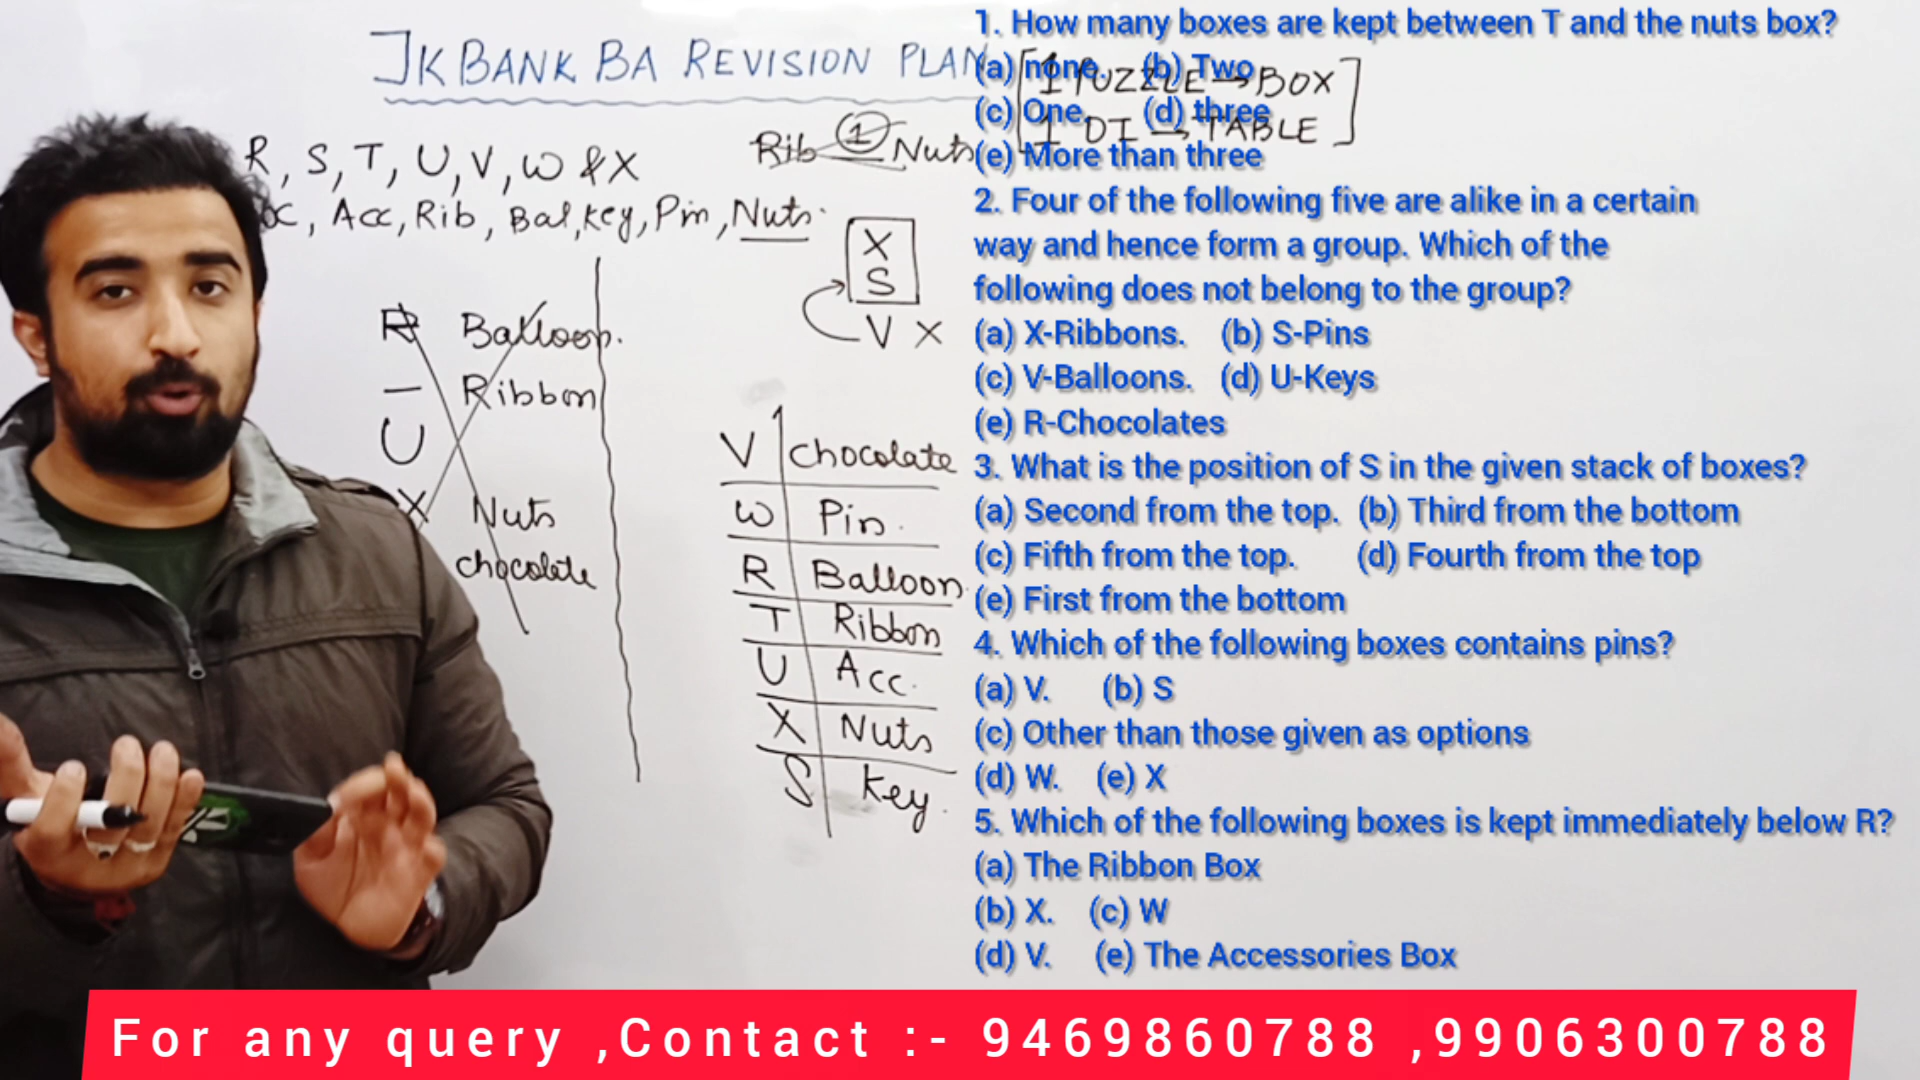 JK BANK BA REVISION PLAN
[1 PUZZLE → BOX]
[1 DI → TABLE]
R, S, T, U, V, W & X
Acc, Rib, Bal, key, Pin, Nuts.
Rib 1 Nuts
R Balloon.
— Ribbon
U
X Nuts
chocolate
X
S
V X
V chocolate
W Pin.
R Balloon.
T Ribbon
U Acc.
X Nuts
S key.
1. How many boxes are kept between T and the nuts box?
(a) none. (b) Two
(c) One. (d) three
(e) More than three
2. Four of the following five are alike in a certain
way and hence form a group. Which of the
following does not belong to the group?
(a) X-Ribbons. (b) S-Pins
(c) V-Balloons. (d) U-Keys
(e) R-Chocolates
3. What is the position of S in the given stack of boxes?
(a) Second from the top. (b) Third from the bottom
(c) Fifth from the top. (d) Fourth from the top
(e) First from the bottom
4. Which of the following boxes contains pins?
(a) V. (b) S
(c) Other than those given as options
(d) W. (e) X
5. Which of the following boxes is kept immediately below R?
(a) The Ribbon Box
(b) X. (c) W
(d) V. (e) The Accessories Box
For any query ,Contact :- 9469860788 ,9906300788